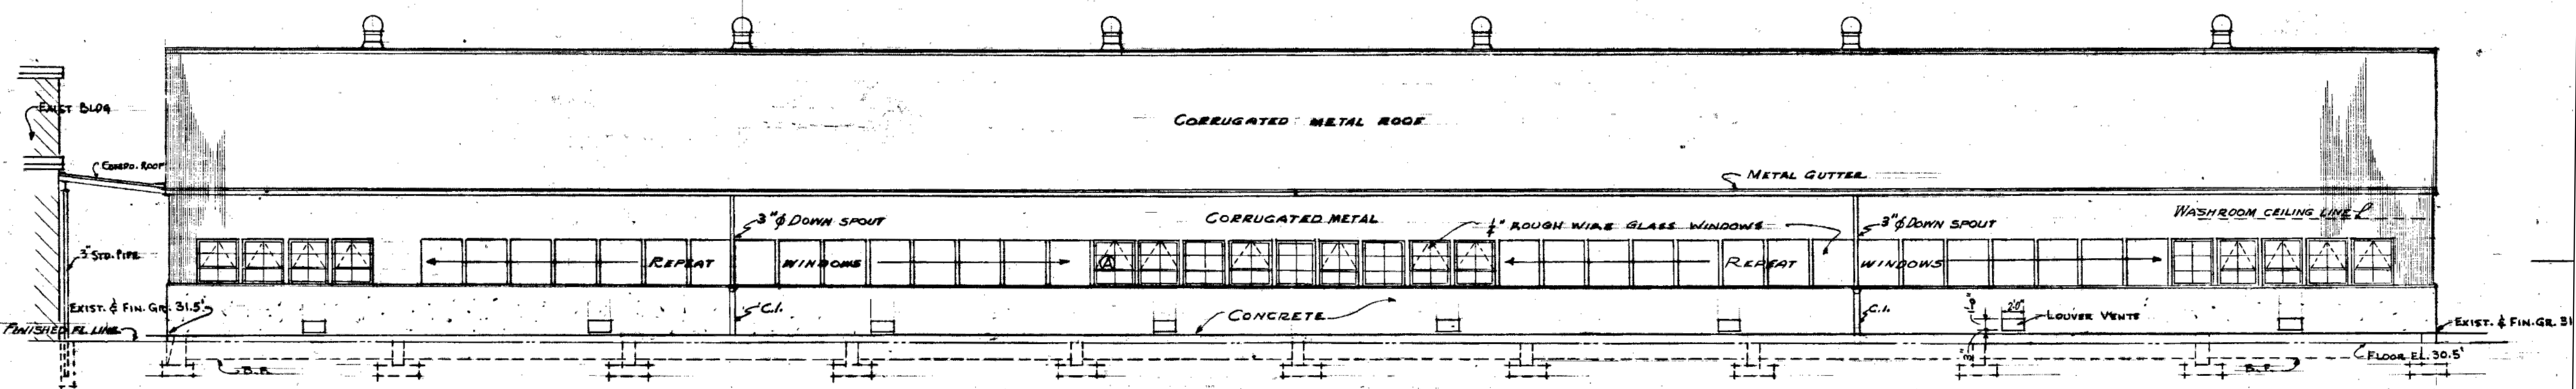 EXIST BLDG
CORRUGATED METAL ROOF
METAL GUTTER
3"ϕ DOWN SPOUT
CORRUGATED METAL
3"ϕ DOWN SPOUT
WASHROOM CEILING LINE
¼" ROUGH WIRE GLASS WINDOWS
3" STD. PIPE
REPEAT WINDOWS
A
REPEAT WINDOWS
EXIST. & FIN. GR. 31.5'
C.I.
CONCRETE
C.I.
2'0"
LOUVER VENTS
EXIST. & FIN. GR. 31
FINISHED FL. LINE
3"
FLOOR EL. 30.5'